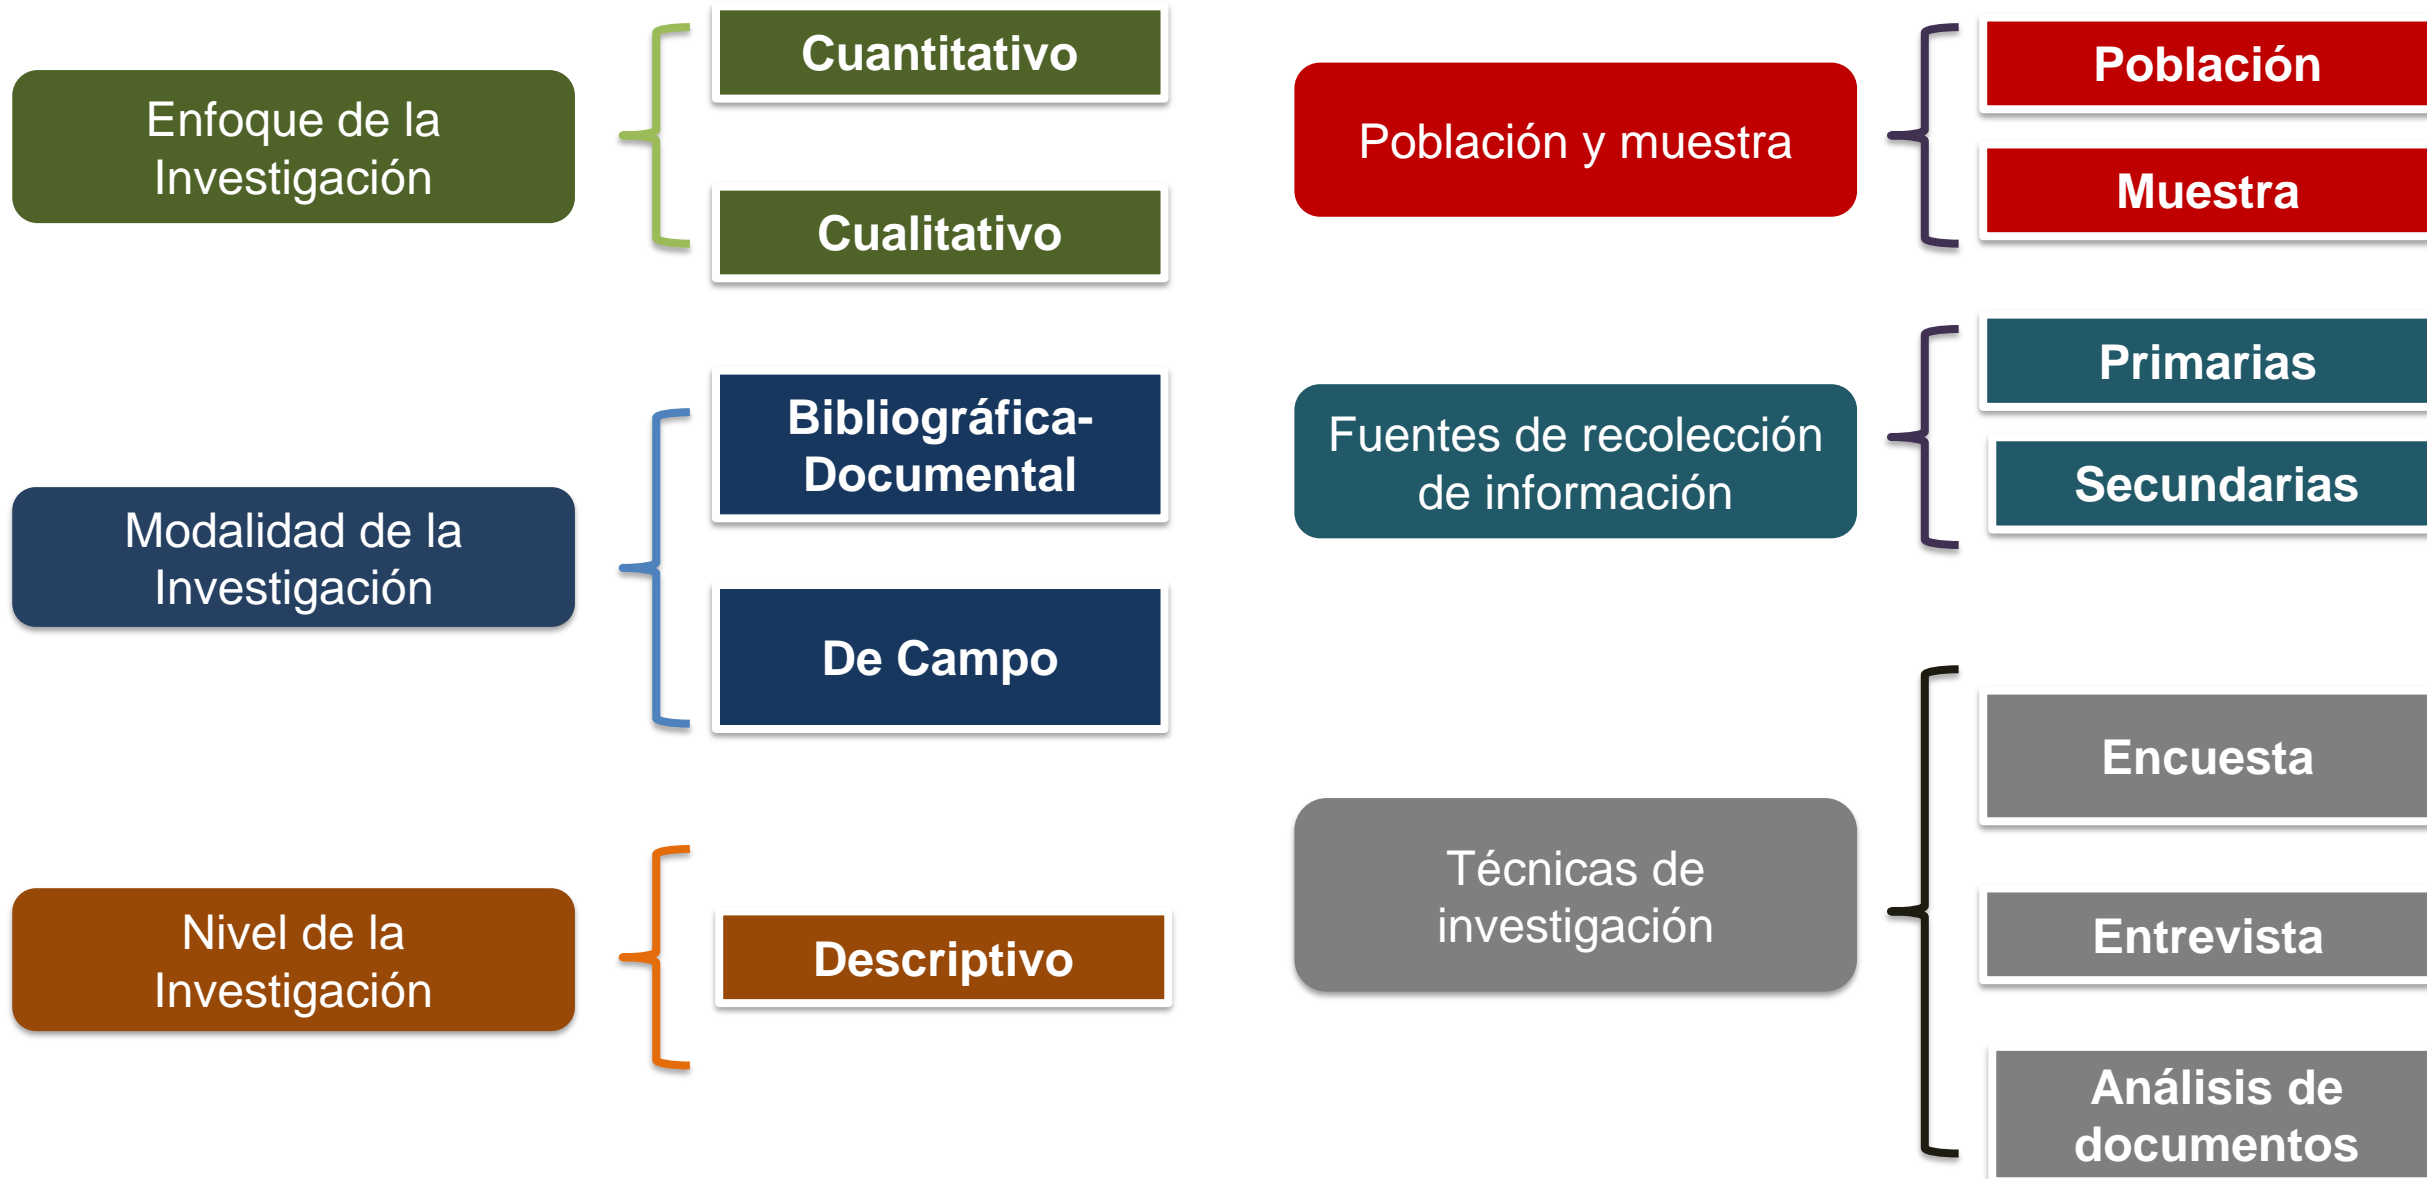 Enfoque de la
Investigación
Cuantitativo
Cualitativo
Modalidad de la
Investigación
Bibliográfica-
Documental
De Campo
Nivel de la
Investigación
Descriptivo
Población y muestra
Población
Muestra
Fuentes de recolección
de información
Primarias
Secundarias
Técnicas de
investigación
Encuesta
Entrevista
Análisis de
documentos